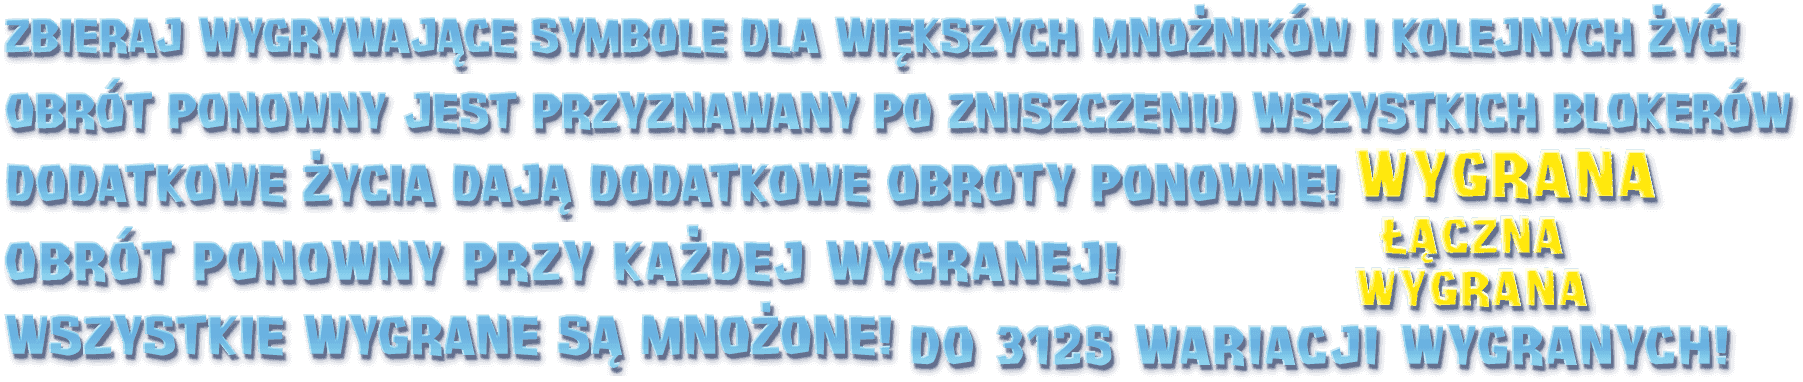 ZBIERAJ WYGRYWAJĄCE SYMBOLE DLA WIĘKSZYCH MNOŻNIKÓW I KOLEJNYCH ŻYĆ!
OBRÓT PONOWNY JEST PRZYZNAWANY PO ZNISZCZENIU WSZYSTKICH BLOKERÓW
DODATKOWE ŻYCIA DAJĄ DODATKOWE OBROTY PONOWNE!
WYGRANA
ŁĄCZNA
WYGRANA
OBRÓT PONOWNY PRZY KAŻDEJ WYGRANEJ!
WSZYSTKIE WYGRANE SĄ MNOŻONE!
DO 3125 WARIACJI WYGRANYCH!